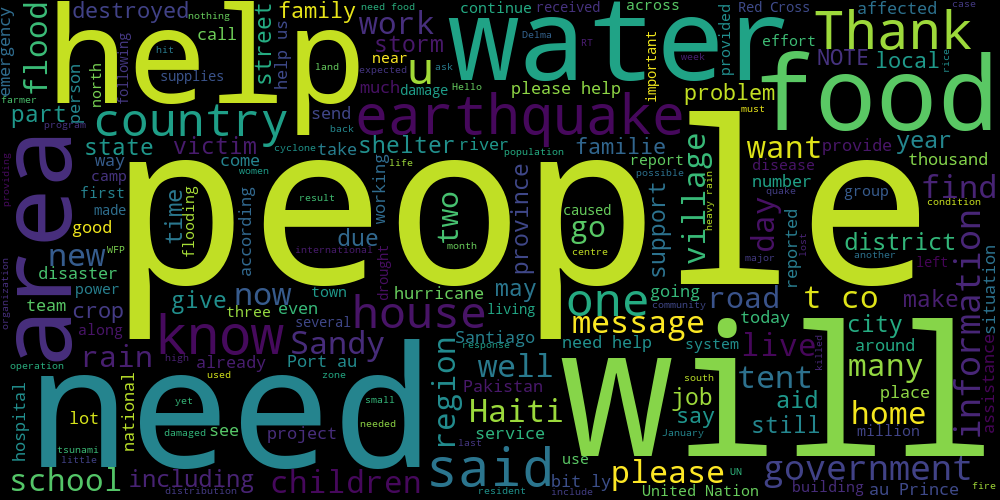 people
help
water
food
need
will
area
earthquake
country
Thank
said
house
know
one
government
Haiti
Sandy
please
message
want
find
information
children
school
rain
new
now
work
storm
flood
u
t co
go
two
day
live
home
many
city
road
tent
job
say
still
aid
well
region
village
street
family
destroyed
call
help us
please help
problem
local
NOTE
affected
across
Red Cross
received
continue
need food
Delma
RT
effort
provided
important
week
ask
Hello
expected
near
much
damage
send
back
land
hit
nothing
supplies
following
north
person
emergency
part
farmer
program
state
victim
shelter
river
familie
take
cyclone
come
way
camp
first
made
good
women
life
population
working
report
possible
heavy rain
year
provide
thousand
number
disease
quake
must
case
rice
group
condition
time
flooding
according
result
due
month
international
drought
province
caused
centre
support
major
reported
lost
district
another
left
situation
assistance
make
disaster
WFP
organization
providing
team
power
crop
along
give
town
three
even
several
hurricane
living
may
going
community
need help
today
system
around
place
million
killed
south
January
UN
United Nation
building
au Prince
fire
Port au
already
high
used
zone
Santiago
response
Pakistan
service
last
use
bit ly
include
resident
needed
small
project
see
yet
damaged
distribution
including
national
lot
tsunami
little
hospital
operation